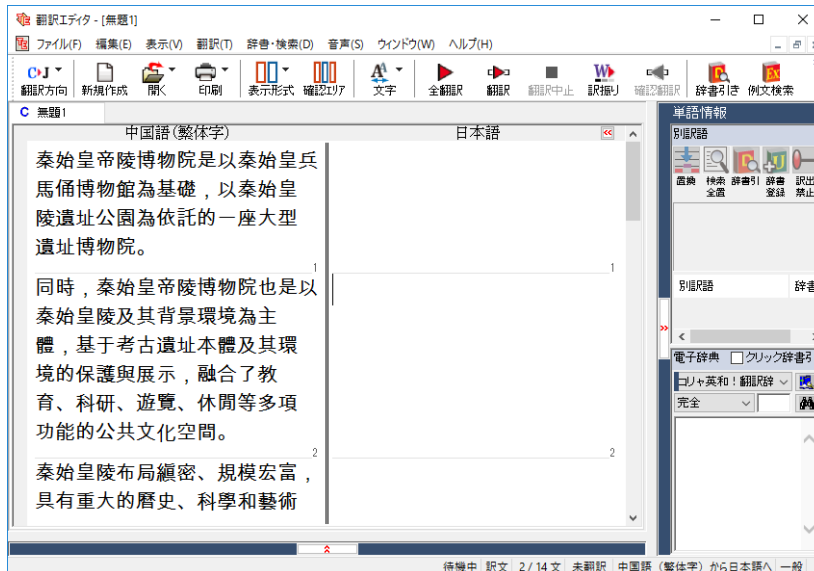 翻訳エディタ - [無題1]
ファイル(F) 編集(E) 表示(V) 翻訳(T) 辞書・検索(D) 音声(S) ウィンドウ(W) ヘルプ(H)
翻訳方向 新規作成 開く 印刷 表示形式 確認エリア 文字 全翻訳 翻訳 翻訳中止 訳振り 確認翻訳 辞書引き 例文検索
C 無題1
単語情報
中国語(繁体字) 日本語
別訳語
秦始皇帝陵博物院是以秦始皇兵
馬俑博物館為基礎，以秦始皇
陵遺址公園為依託的一座大型
遺址博物院。
1 1
置換 検索全置 辞書引 辞書登録 訳出禁止
同時，秦始皇帝陵博物院也是以
秦始皇陵及其背景環境為主
體，基于考古遺址本體及其環
境的保護與展示，融合了教
育、科研、遊覽、休閒等多項
功能的公共文化空間。
2 2
別訳語 辞書
電子辞典 クリック辞書引
コリャ英和！翻訳辞
完全
秦始皇陵布局縝密、規模宏富，
具有重大的曆史、科學和藝術
待機中 訳文 2/14文 未翻訳 中国語（繁体字）から日本語へ 一般